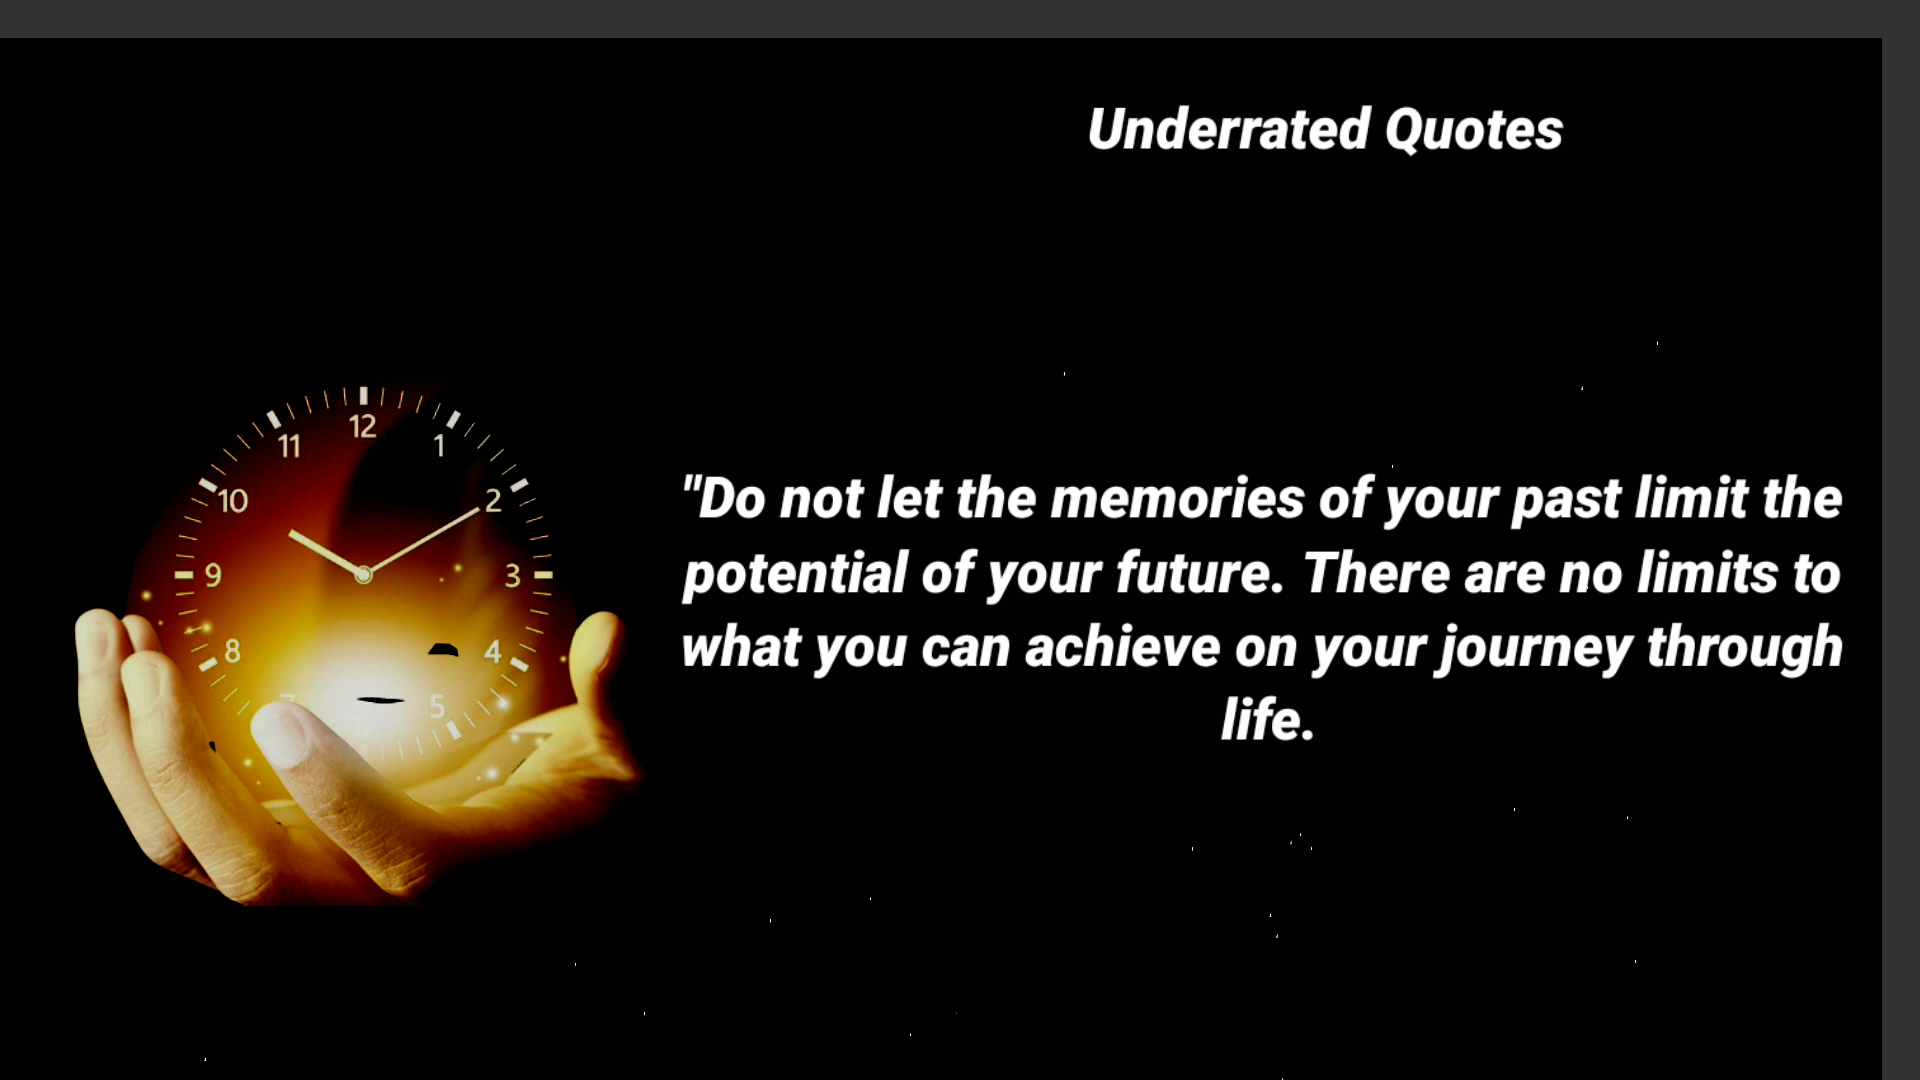 Underrated Quotes
12
11
1
10
2
9
3
8
4
7
5
"Do not let the memories of your past limit the
potential of your future. There are no limits to
what you can achieve on your journey through
life.